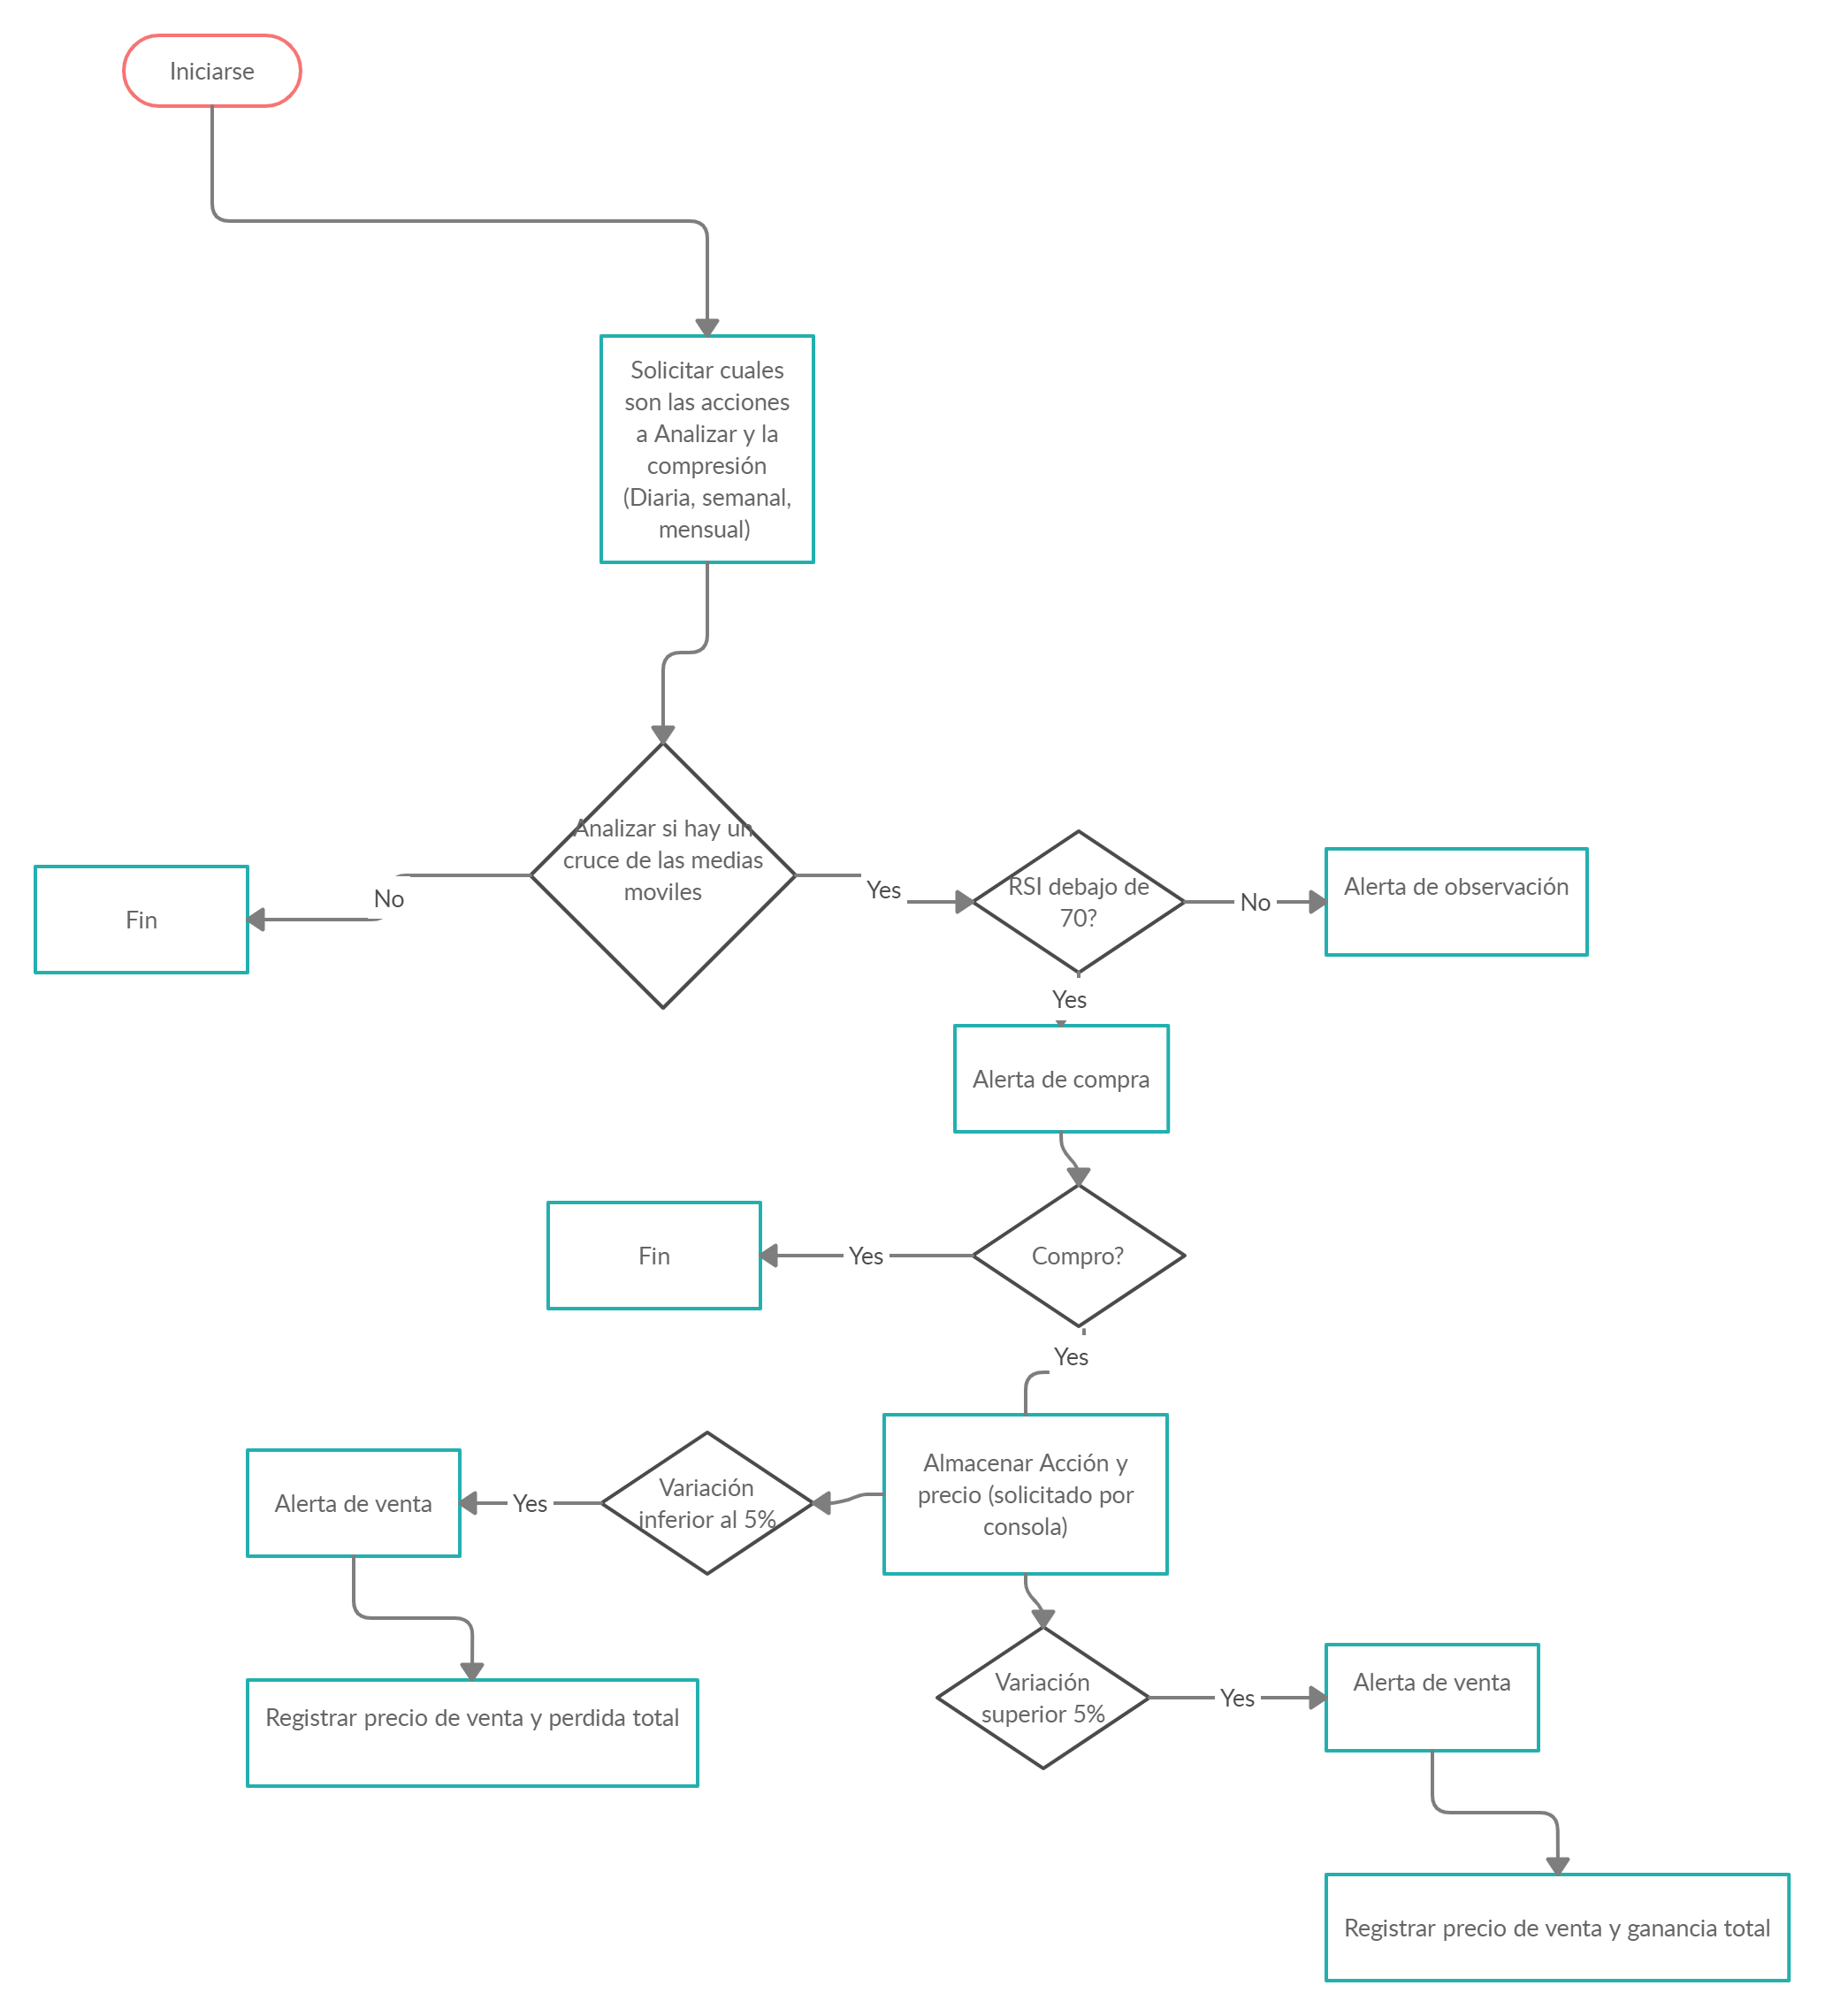 Iniciarse
Solicitar cuales
son las acciones
a Analizar y la
compresión
(Diaria, semanal,
mensual)
Analizar si hay un
cruce de las medias
moviles
No
Fin
Yes
RSI debajo de
70?
No
Alerta de observación
Yes
Alerta de compra
Compro?
Yes
Fin
Yes
Almacenar Acción y
precio (solicitado por
consola)
Variación
inferior al 5%
Yes
Alerta de venta
Registrar precio de venta y perdida total
Variación
superior 5%
Yes
Alerta de venta
Registrar precio de venta y ganancia total